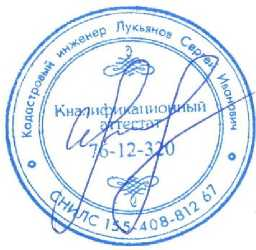 Кадастровый инженер Лукьянов Сергей Иванович
Квалификационный
аттестат
76-12-320
СНИЛС 155-408-812 67